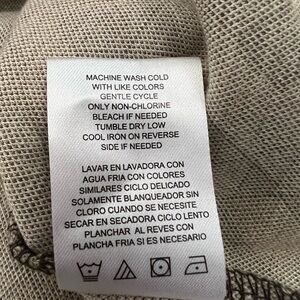 MACHINE WASH COLD
WITH LIKE COLORS
GENTLE CYCLE
ONLY NON-CHLORINE
BLEACH IF NEEDED
TUMBLE DRY LOW
COOL IRON ON REVERSE
SIDE IF NEEDED
LAVAR EN LAVADORA CON
AGUA FRIA CON COLORES
SIMILARES CICLO DELICADO
SOLAMENTE BLANQUEADOR SIN
CLORO CUANDO SE NECESITE
SECAR EN SECADORA CICLO LENTO
PLANCHAR AL REVES CON
PLANCHA FRIA SI ES NECESARIO